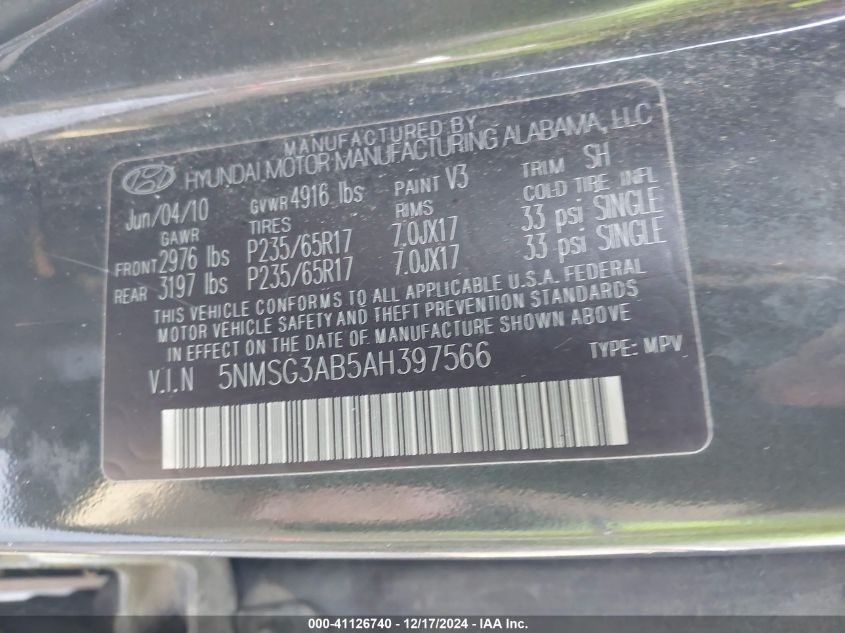 MANUFACTURED BY
HYUNDAI MOTOR MANUFACTURING ALABAMA, LLC
Jun/04/10 GVWR 4916 lbs PAINT V3 TRIM SH
GAWR TIRES RIMS COLD TIRE INFL
FRONT 2976 lbs P235/65R17 7.0JX17 33 psi SINGLE
REAR 3197 lbs P235/65R17 7.0JX17 33 psi SINGLE
THIS VEHICLE CONFORMS TO ALL APPLICABLE U.S.A. FEDERAL
MOTOR VEHICLE SAFETY AND THEFT PREVENTION STANDARDS
IN EFFECT ON THE DATE OF MANUFACTURE SHOWN ABOVE
V.I.N 5NMSG3AB5AH397566 TYPE: MPV
000-41126740 - 12/17/2024 - IAA Inc.